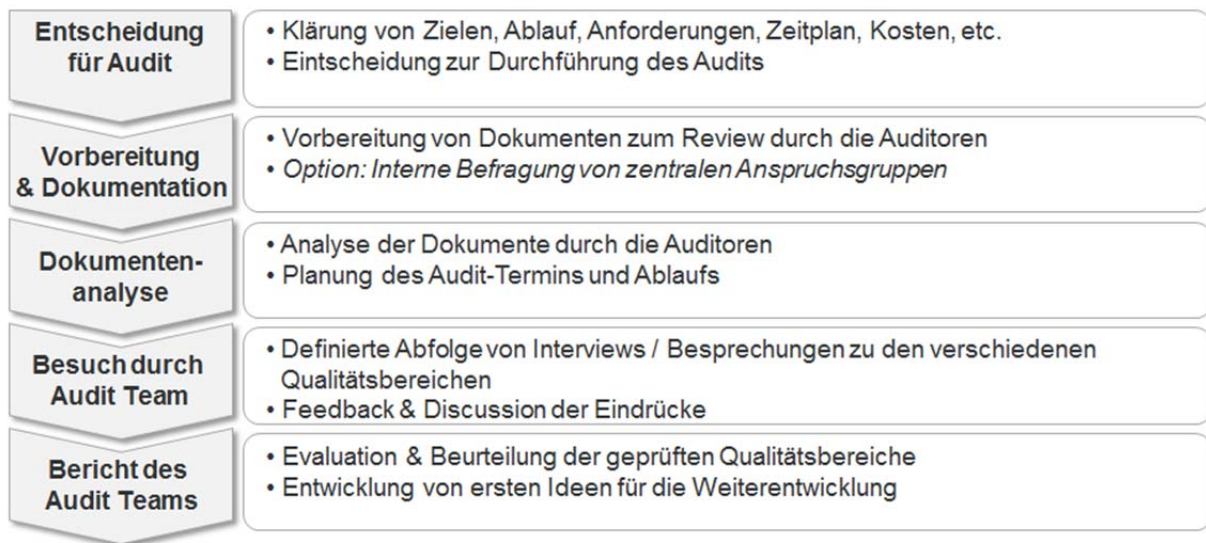 Entscheidung
für Audit
• Klärung von Zielen, Ablauf, Anforderungen, Zeitplan, Kosten, etc.
• Eintscheidung zur Durchführung des Audits
Vorbereitung
& Dokumentation
• Vorbereitung von Dokumenten zum Review durch die Auditoren
• Option: Interne Befragung von zentralen Anspruchsgruppen
Dokumenten-
analyse
• Analyse der Dokumente durch die Auditoren
• Planung des Audit-Termins und Ablaufs
Besuch durch
Audit Team
• Definierte Abfolge von Interviews / Besprechungen zu den verschiedenen
Qualitätsbereichen
• Feedback & Discussion der Eindrücke
Bericht des
Audit Teams
• Evaluation & Beurteilung der geprüften Qualitätsbereiche
• Entwicklung von ersten Ideen für die Weiterentwicklung